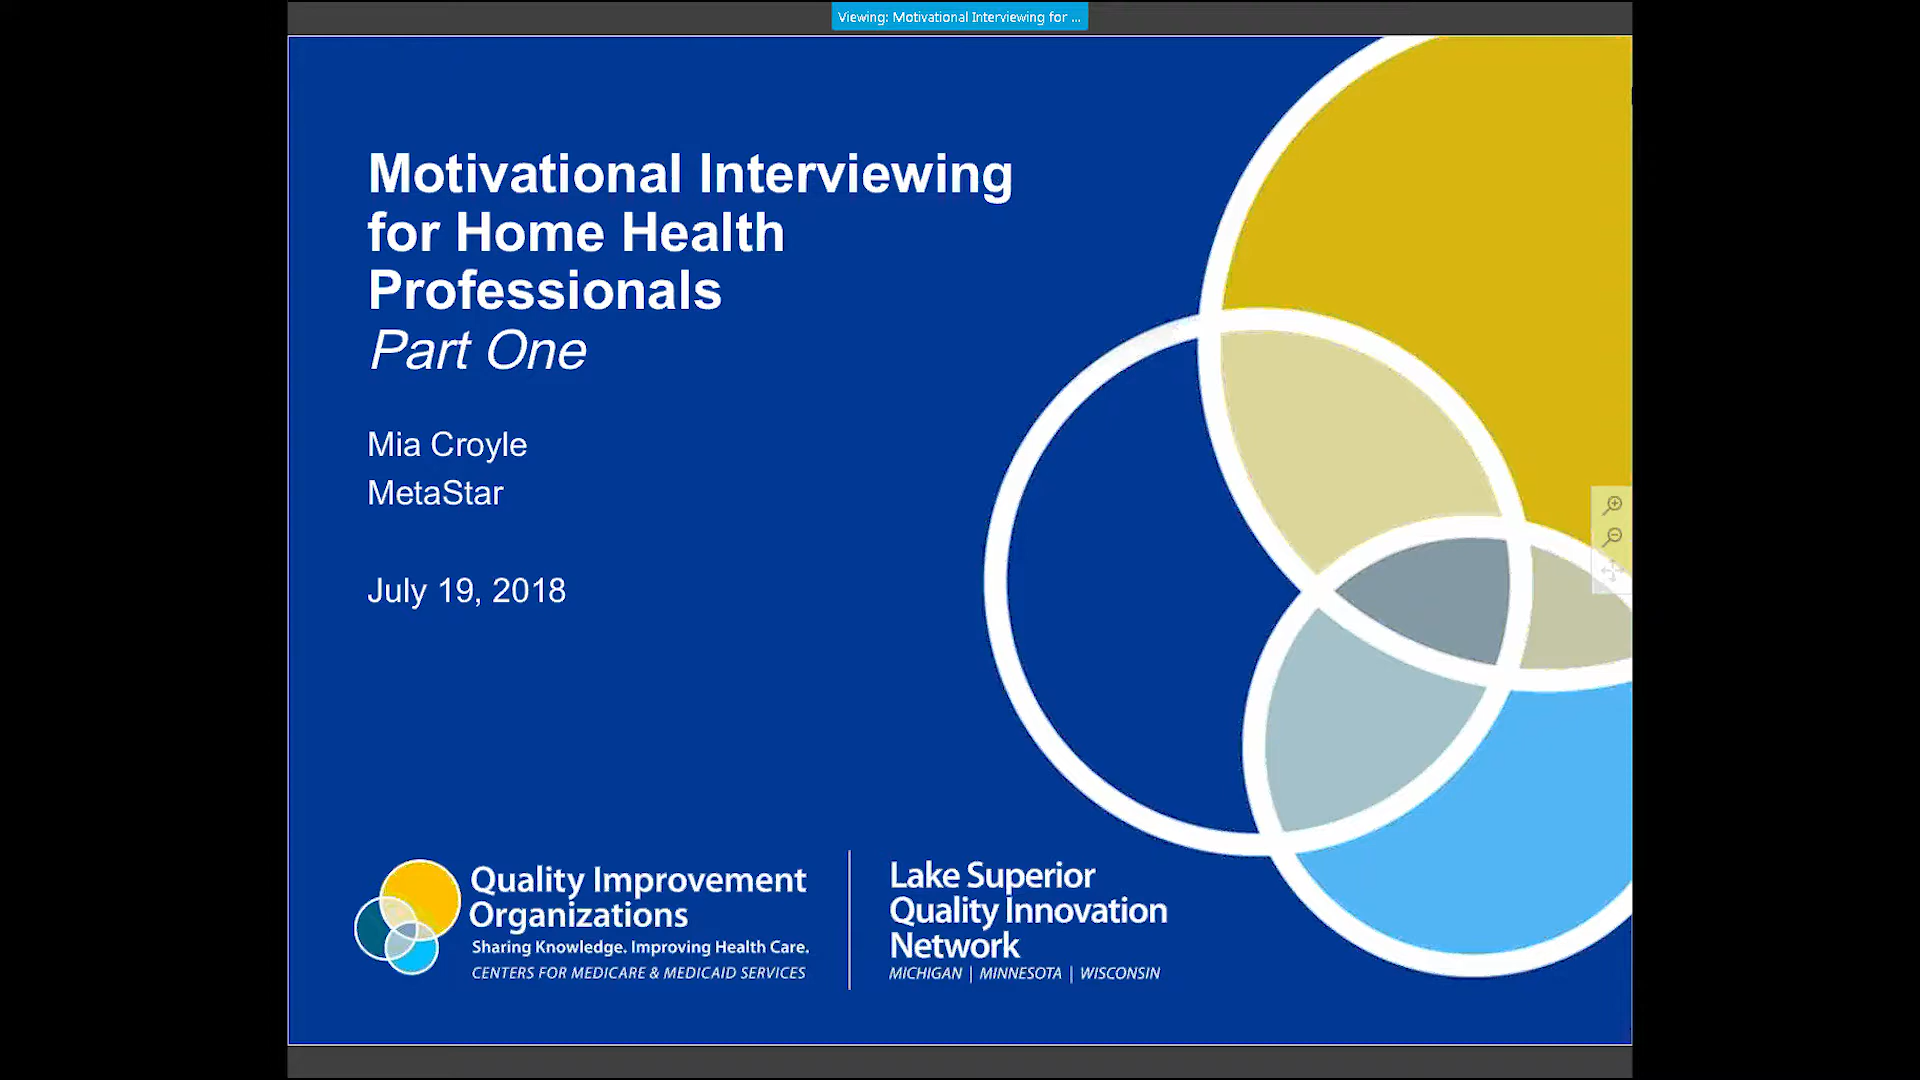 Viewing: Motivational Interviewing for ...
Motivational Interviewing
for Home Health
Professionals
Part One
Mia Croyle
MetaStar
July 19, 2018
Quality Improvement
Organizations
Sharing Knowledge. Improving Health Care.
CENTERS FOR MEDICARE & MEDICAID SERVICES
Lake Superior
Quality Innovation
Network
MICHIGAN | MINNESOTA | WISCONSIN